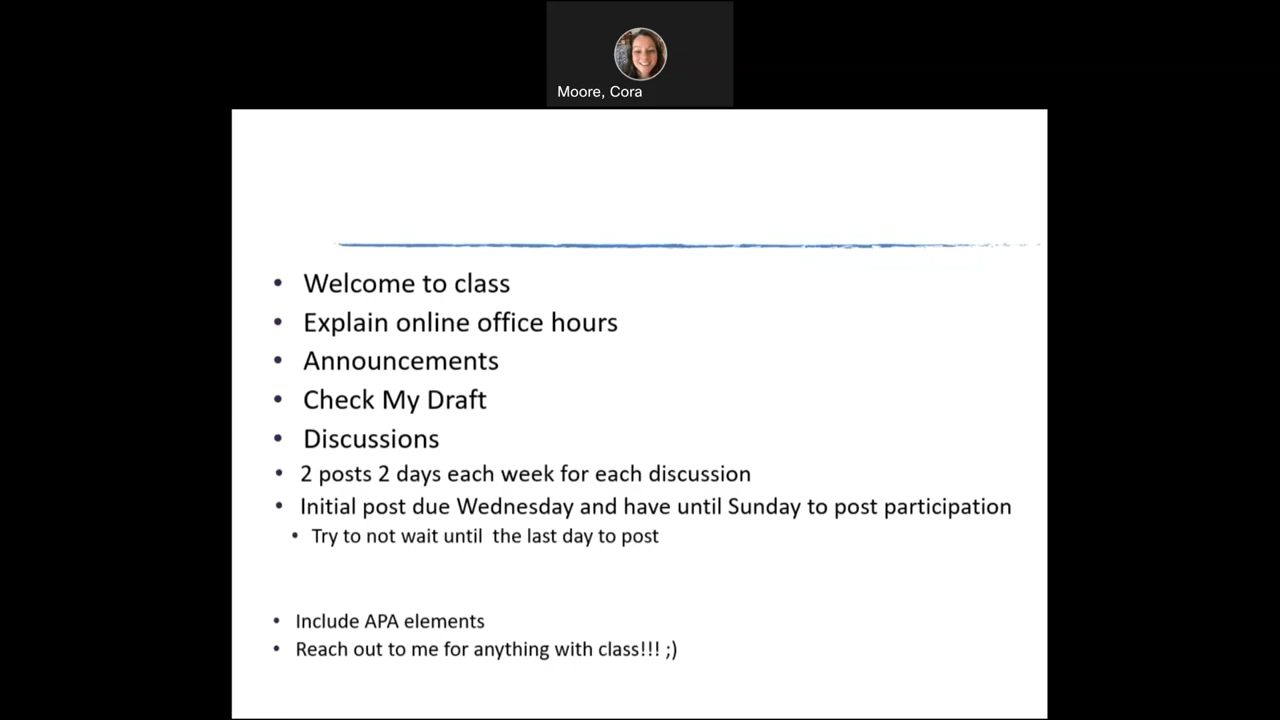 Moore, Cora
• Welcome to class
• Explain online office hours
• Announcements
• Check My Draft
• Discussions
• 2 posts 2 days each week for each discussion
• Initial post due Wednesday and have until Sunday to post participation
• Try to not wait until  the last day to post
• Include APA elements
• Reach out to me for anything with class!!! ;)